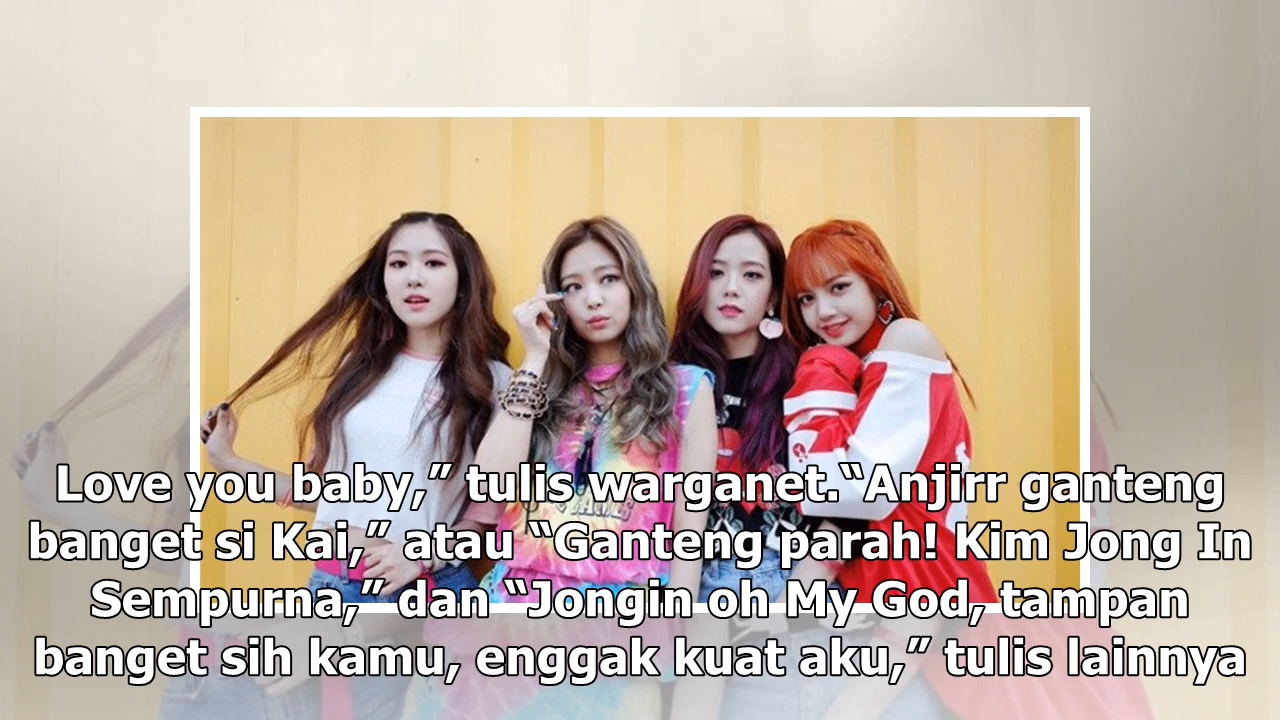 Love you baby,” tulis warganet.“Anjirr ganteng
banget si Kai,” atau “Ganteng parah! Kim Jong In
Sempurna,” dan “Jongin oh My God, tampan
banget sih kamu, enggak kuat aku,” tulis lainnya